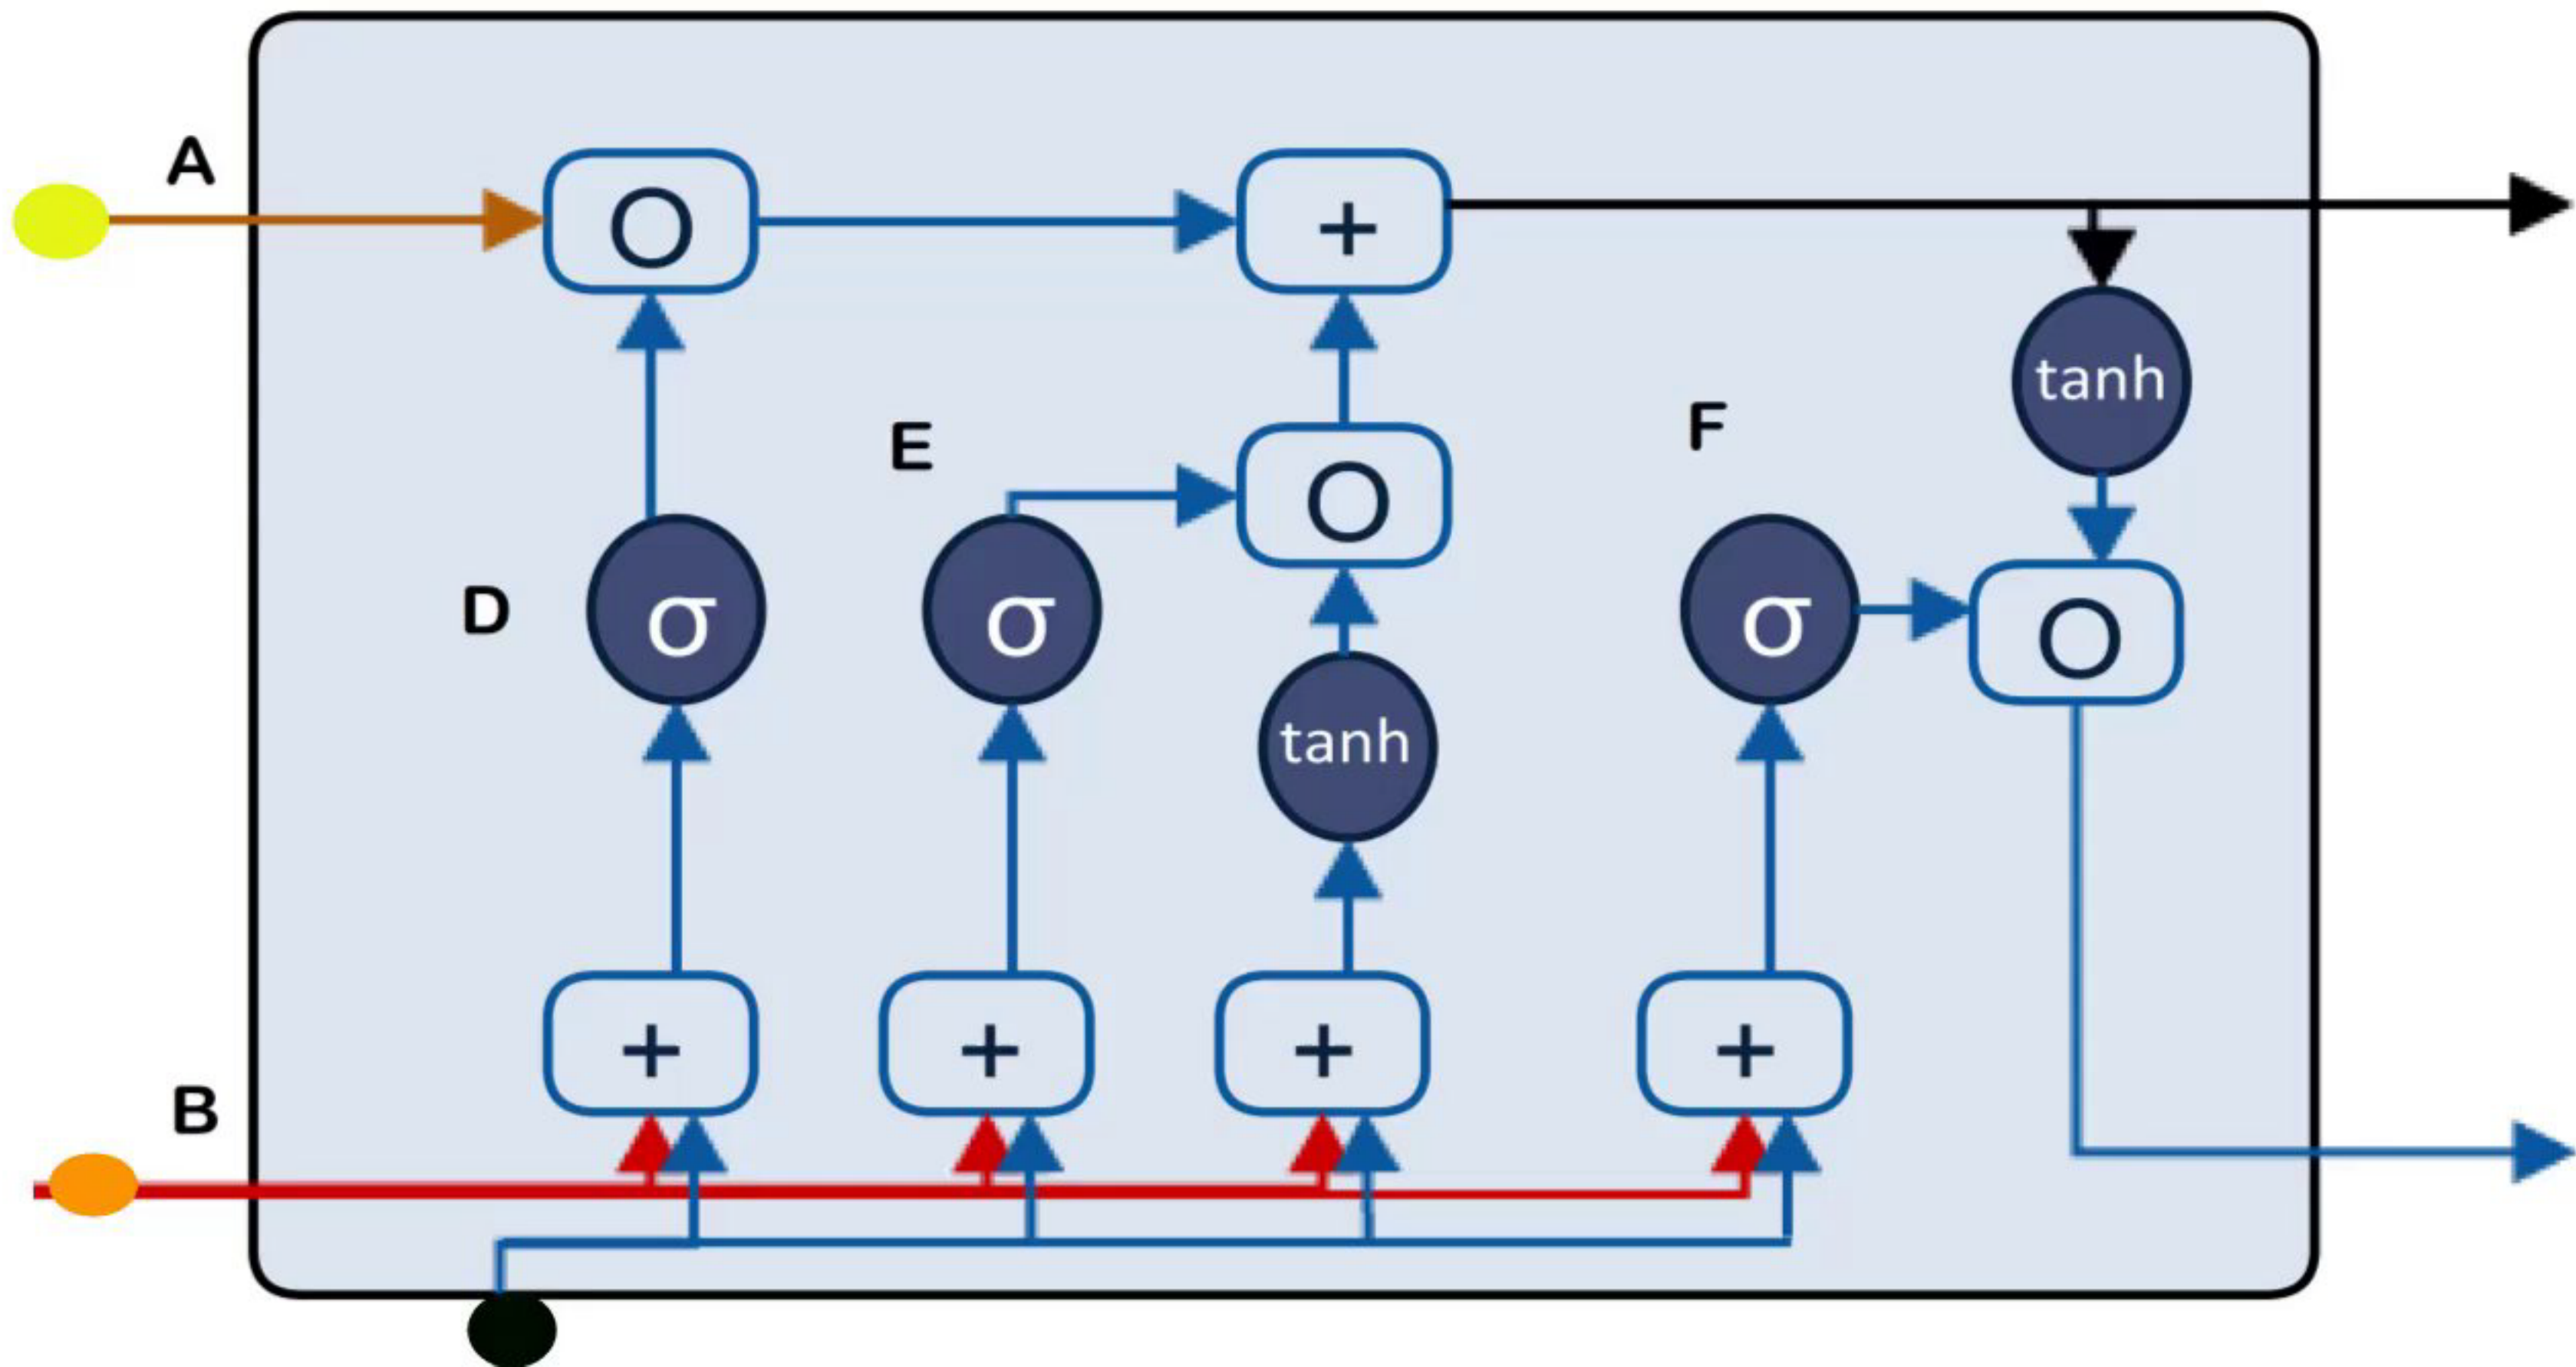 A
O
+
tanh
E
F
O
D
σ
σ
σ
O
tanh
+
+
+
+
B